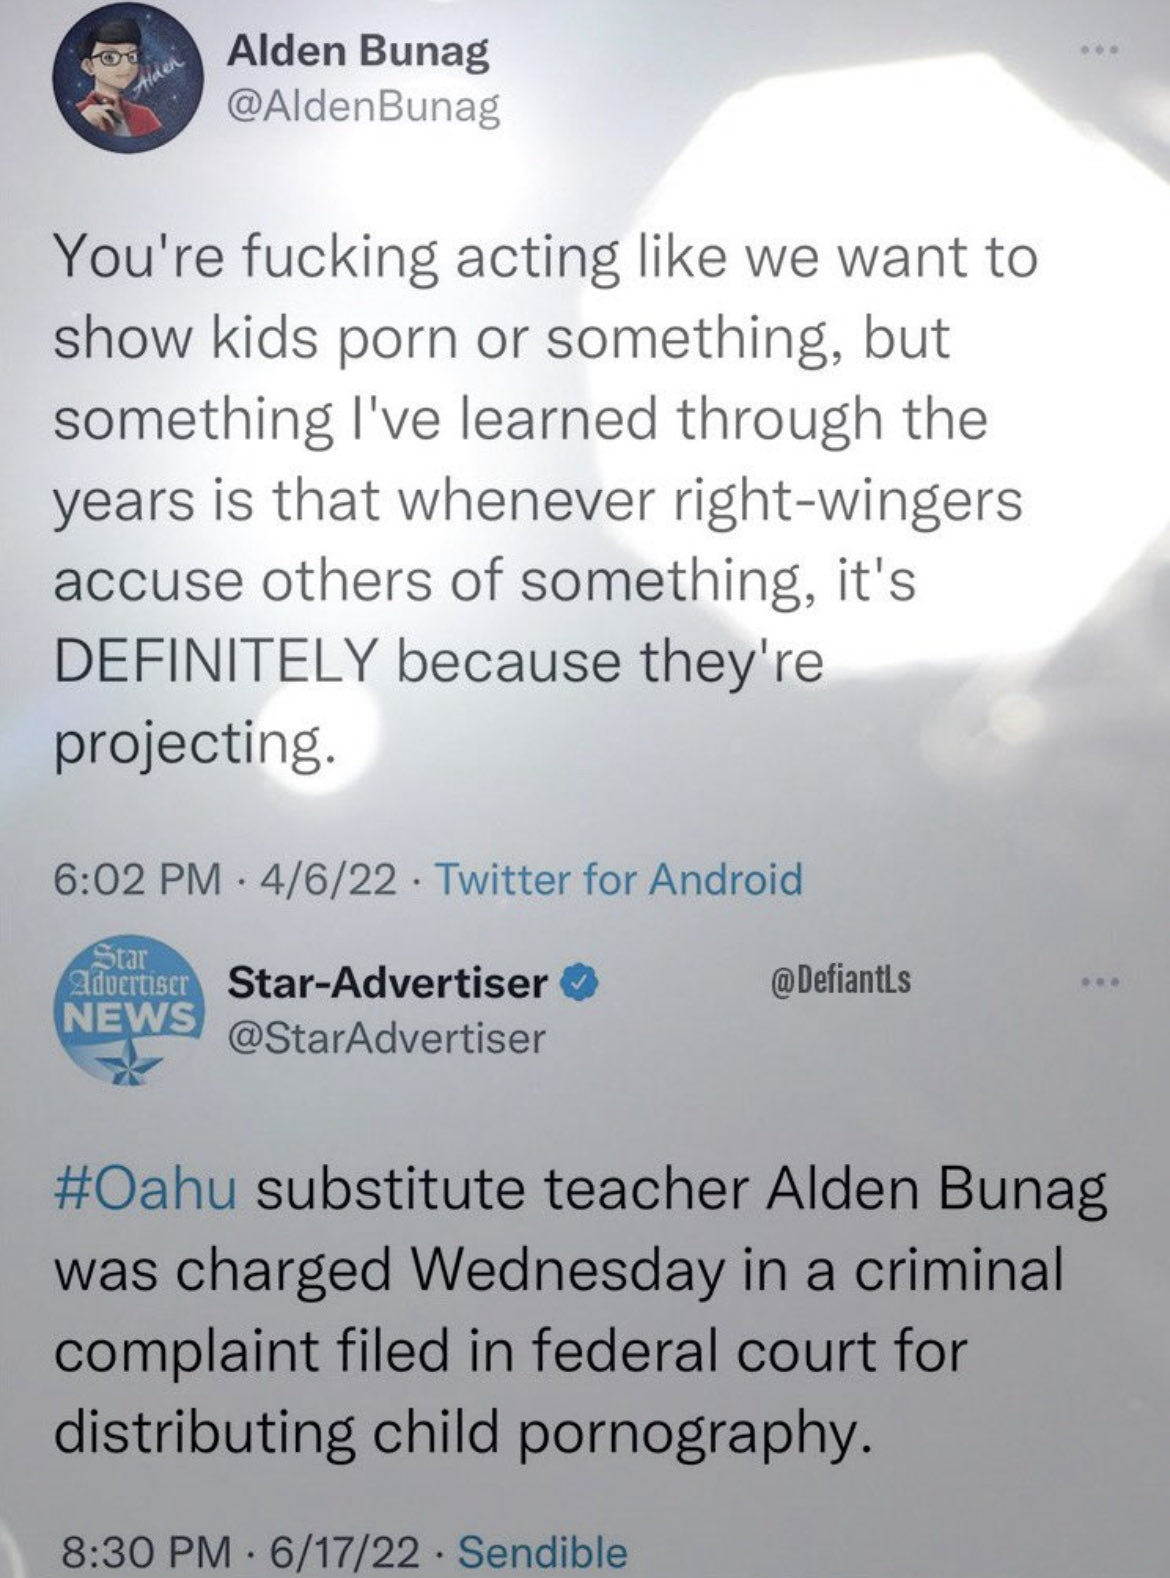 Alden
Alden Bunag
@AldenBunag
You're fucking acting like we want to
show kids porn or something, but
something I've learned through the
years is that whenever right-wingers
accuse others of something, it's
DEFINITELY because they're
projecting.
6:02 PM · 4/6/22 · Twitter for Android
Star
Advertiser
NEWS
Star-Advertiser
@DefiantLs
@StarAdvertiser
#Oahu substitute teacher Alden Bunag
was charged Wednesday in a criminal
complaint filed in federal court for
distributing child pornography.
8:30 PM · 6/17/22 · Sendible